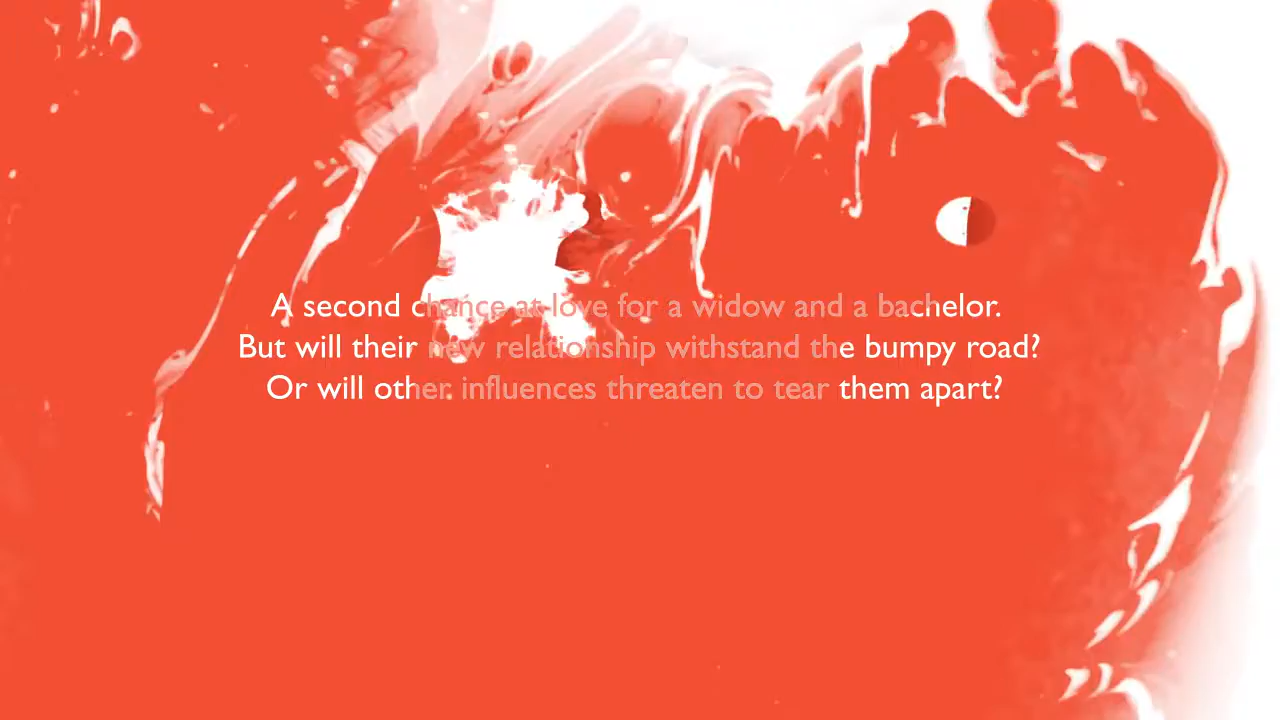 A second chance at love for a widow and a bachelor.
But will their new relationship withstand the bumpy road?
Or will other influences threaten to tear them apart?